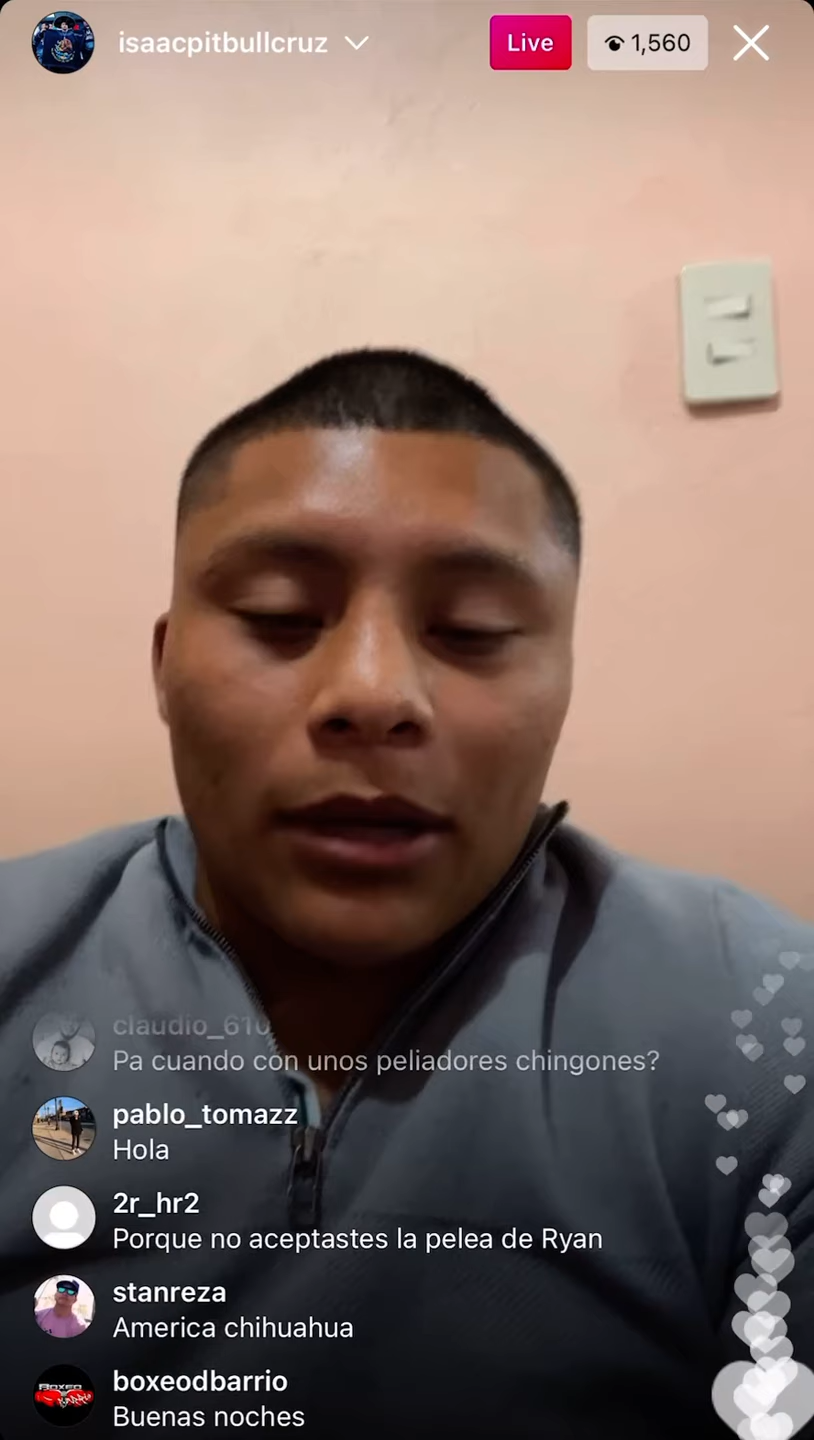 isaacpitbullcruz
Live
1,560
claudio_610
Pa cuando con unos peliadores chingones?
pablo_tomazz
Hola
2r_hr2
Porque no aceptastes la pelea de Ryan
stanreza
America chihuahua
BOXEO
boxeodbarrio
Buenas noches